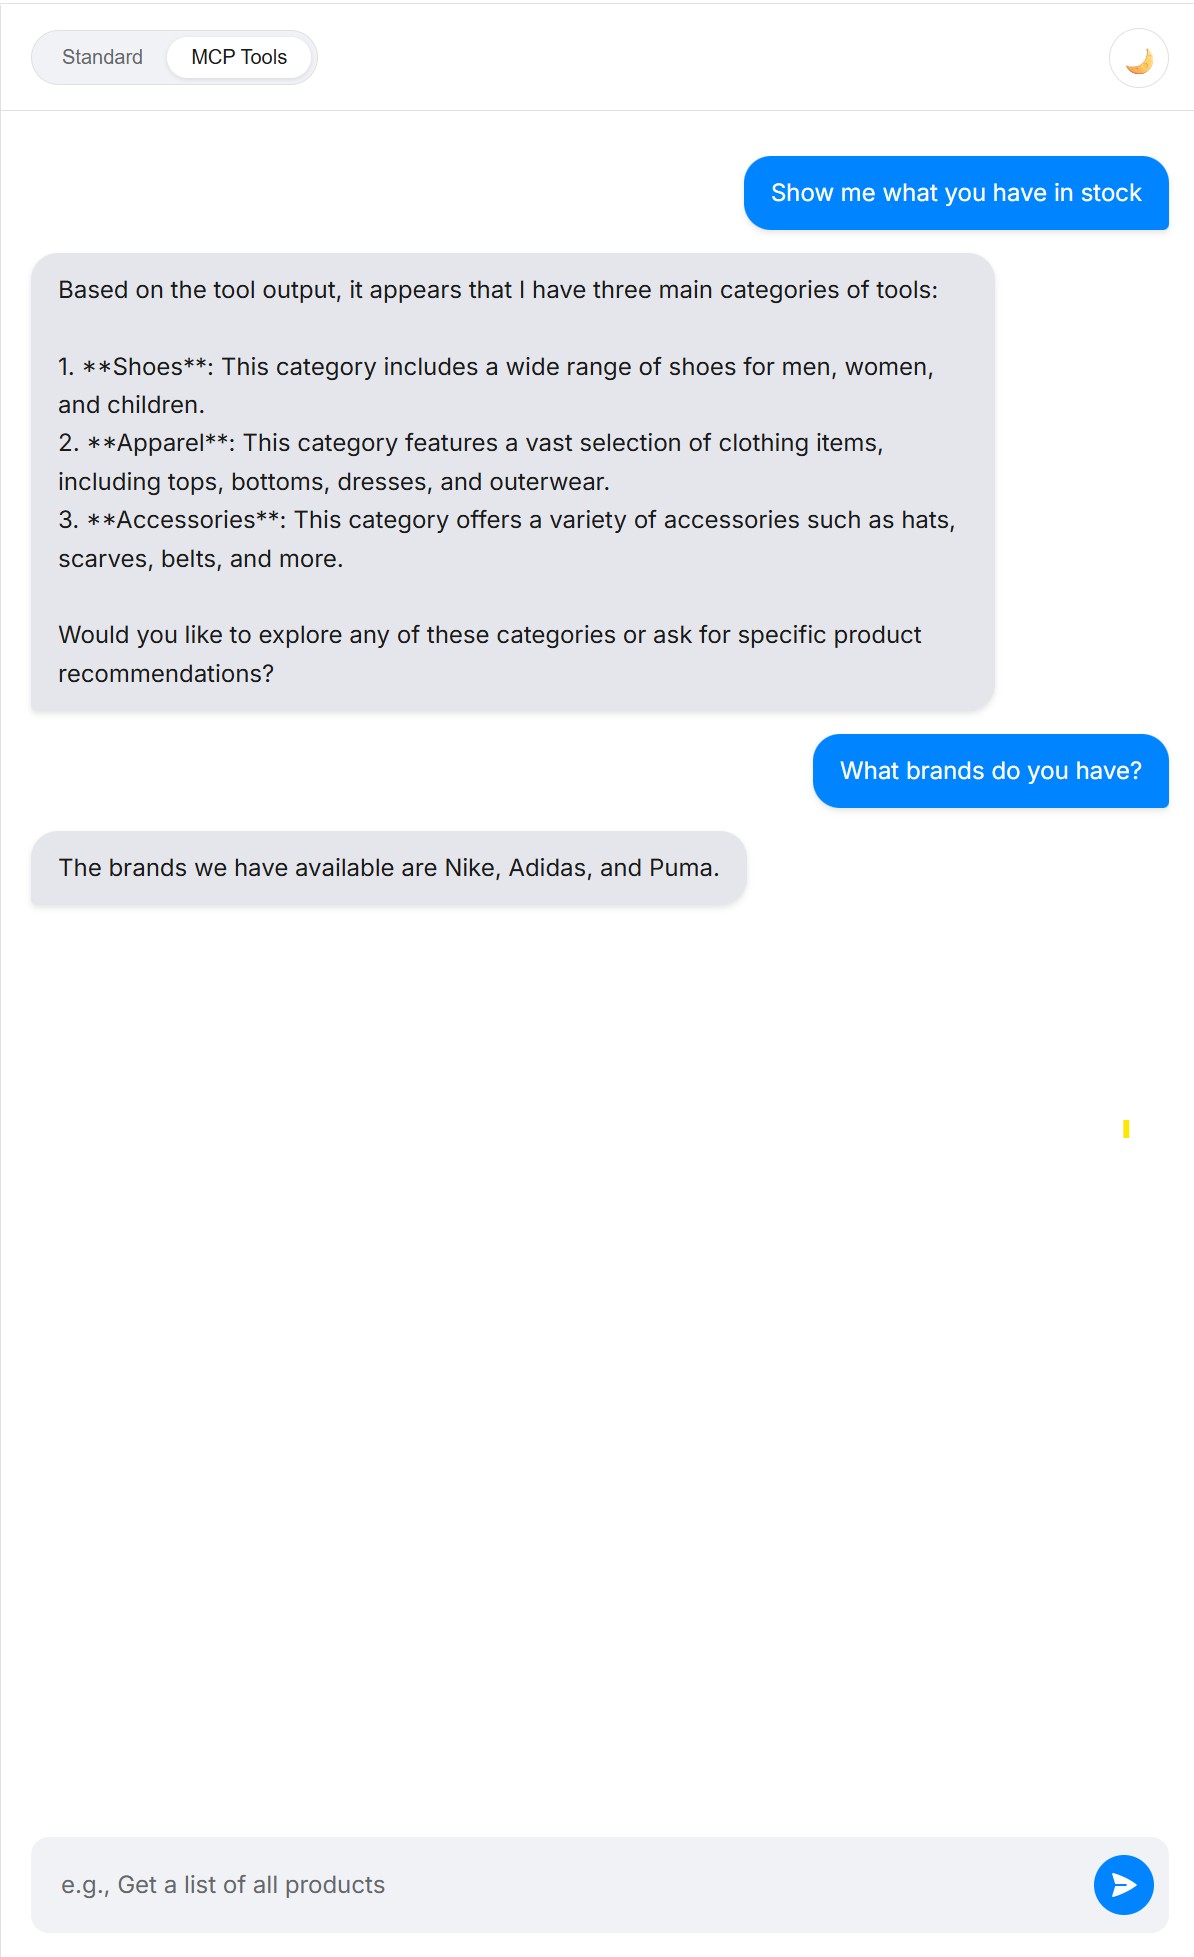 Standard MCP Tools
Show me what you have in stock
Based on the tool output, it appears that I have three main categories of tools:
1. **Shoes**: This category includes a wide range of shoes for men, women,
and children.
2. **Apparel**: This category features a vast selection of clothing items,
including tops, bottoms, dresses, and outerwear.
3. **Accessories**: This category offers a variety of accessories such as hats,
scarves, belts, and more.
Would you like to explore any of these categories or ask for specific product
recommendations?
What brands do you have?
The brands we have available are Nike, Adidas, and Puma.
e.g., Get a list of all products